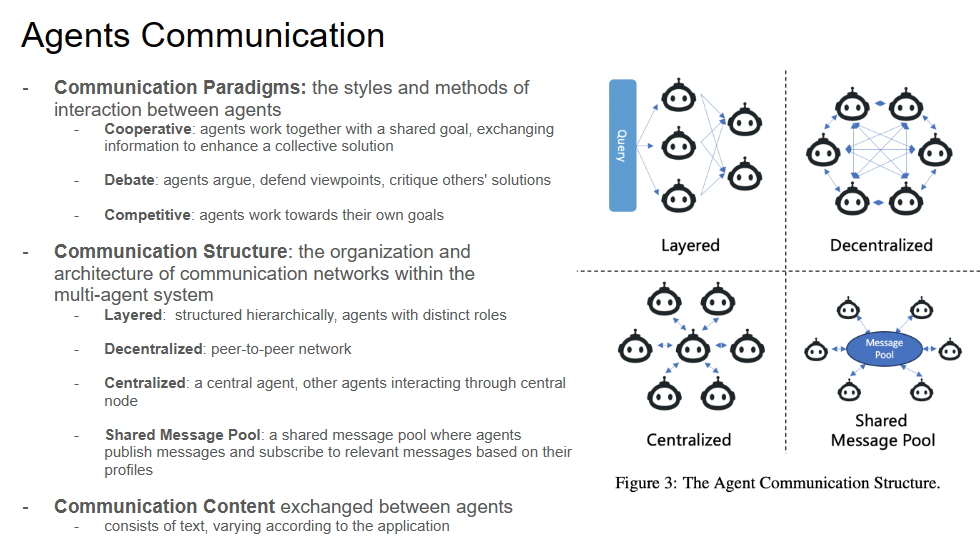 Agents Communication
- Communication Paradigms: the styles and methods of
interaction between agents
- Cooperative: agents work together with a shared goal, exchanging
information to enhance a collective solution
- Debate: agents argue, defend viewpoints, critique others' solutions
- Competitive: agents work towards their own goals
- Communication Structure: the organization and
architecture of communication networks within the
multi-agent system
- Layered:  structured hierarchically, agents with distinct roles
- Decentralized: peer-to-peer network
- Centralized: a central agent, other agents interacting through central
node
- Shared Message Pool: a shared message pool where agents
publish messages and subscribe to relevant messages based on their
profiles
- Communication Content exchanged between agents
- consists of text, varying according to the application
Query
Layered
Decentralized
Centralized
Message
Pool
Shared
Message Pool
Figure 3: The Agent Communication Structure.